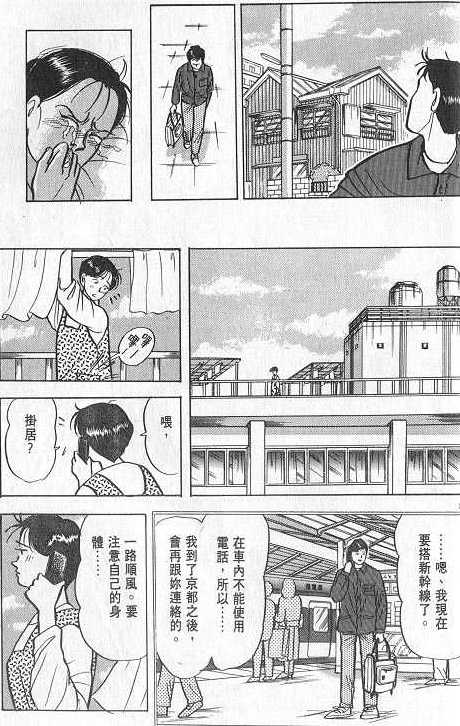 喂，
掛居？
……嗯、我現在
要搭新幹線了。
在車內不能使用
電話，所以……
我到了京都之後，
會再跟妳連絡的。
一路順風。要
注意自己的身
體……